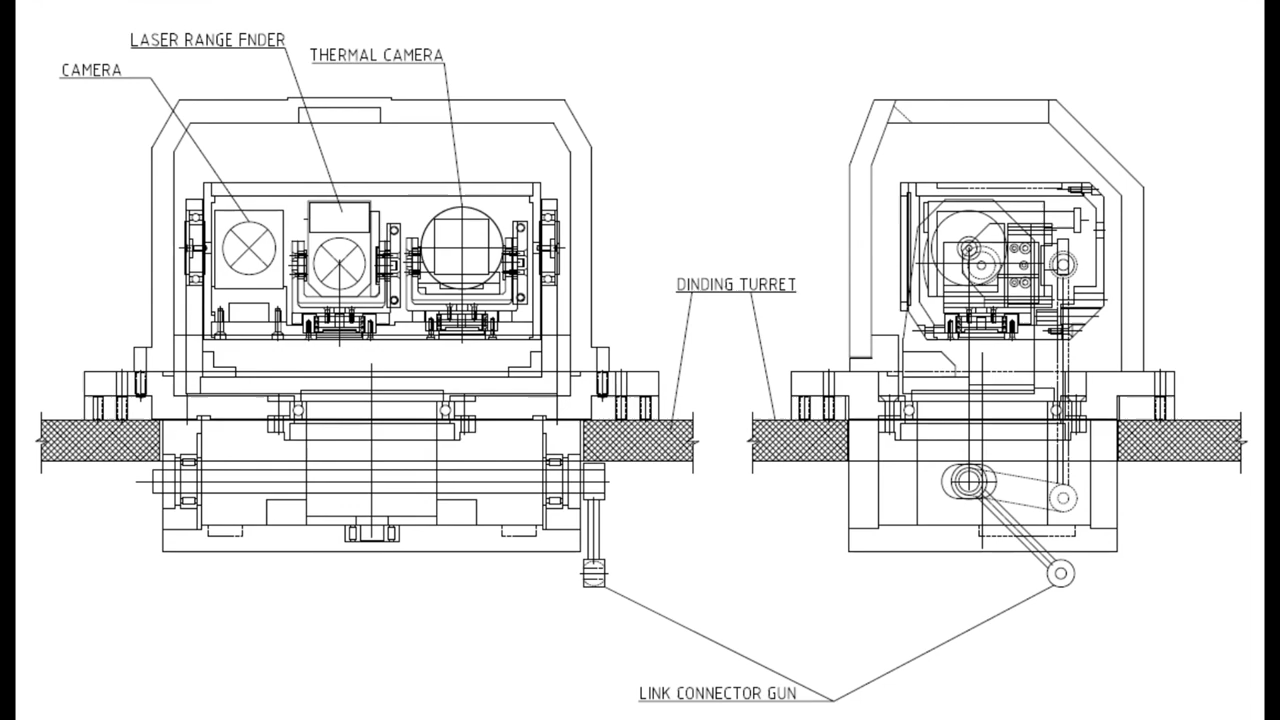 LASER RANGE FNDER
THERMAL CAMERA
CAMERA
DINDING TURRET
LINK CONNECTOR GUN